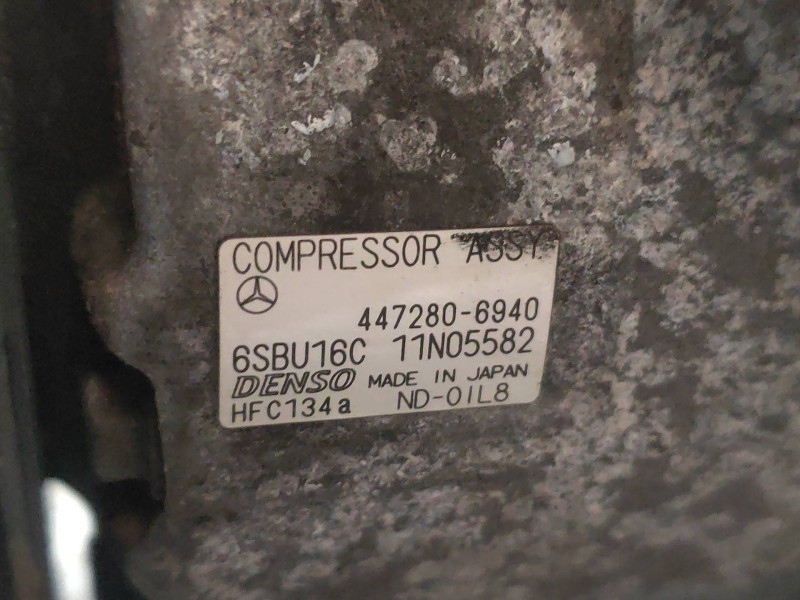 COMPRESSOR ASSY
447280-6940
6SBU16C 11N05582
DENSO MADE IN JAPAN
HFC134a ND-OIL8